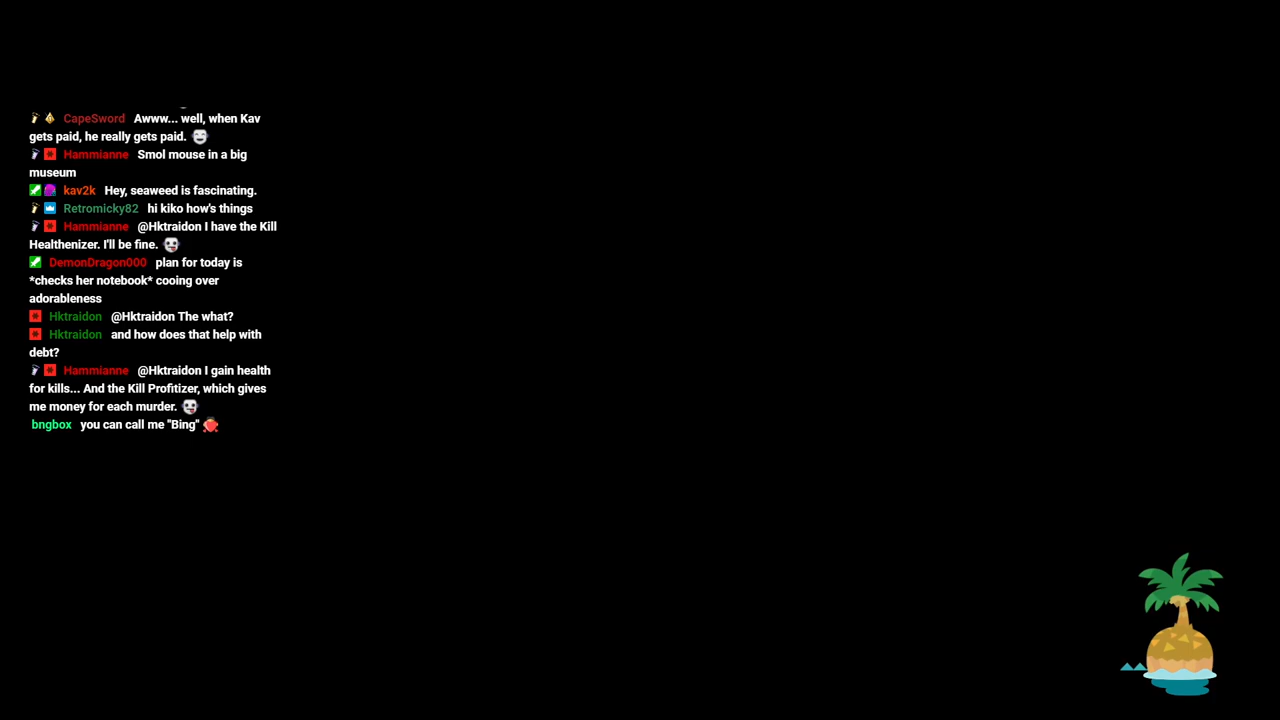 CapeSword Awww... well, when Kav
gets paid, he really gets paid.
Hammianne Smol mouse in a big
museum
kav2k Hey, seaweed is fascinating.
Retromicky82 hi kiko how's things
Hammianne @Hktraidon I have the Kill
Healthenizer. I'll be fine.
DemonDragon000 plan for today is
*checks her notebook* cooing over
adorableness
Hktraidon @Hktraidon The what?
Hktraidon and how does that help with
debt?
Hammianne @Hktraidon I gain health
for kills... And the Kill Profitizer, which gives
me money for each murder.
bngbox you can call me "Bing"